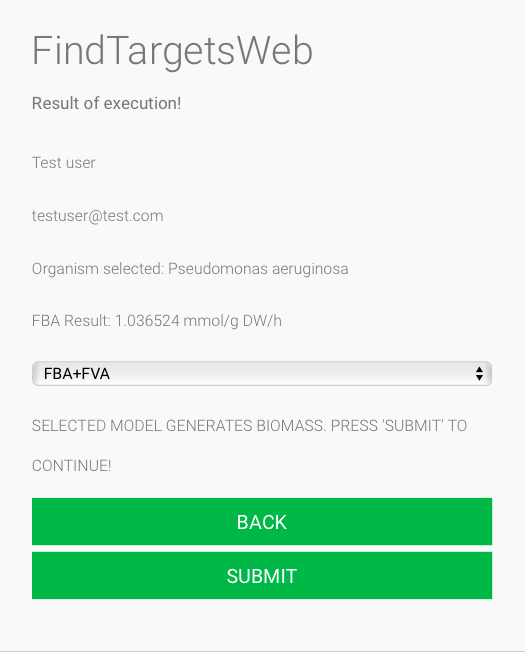 FindTargetsWeb
Result of execution!
Test user
testuser@test.com
Organism selected: Pseudomonas aeruginosa
FBA Result: 1.036524 mmol/g DW/h
FBA+FVA
SELECTED MODEL GENERATES BIOMASS. PRESS 'SUBMIT' TO
CONTINUE!
BACK
SUBMIT